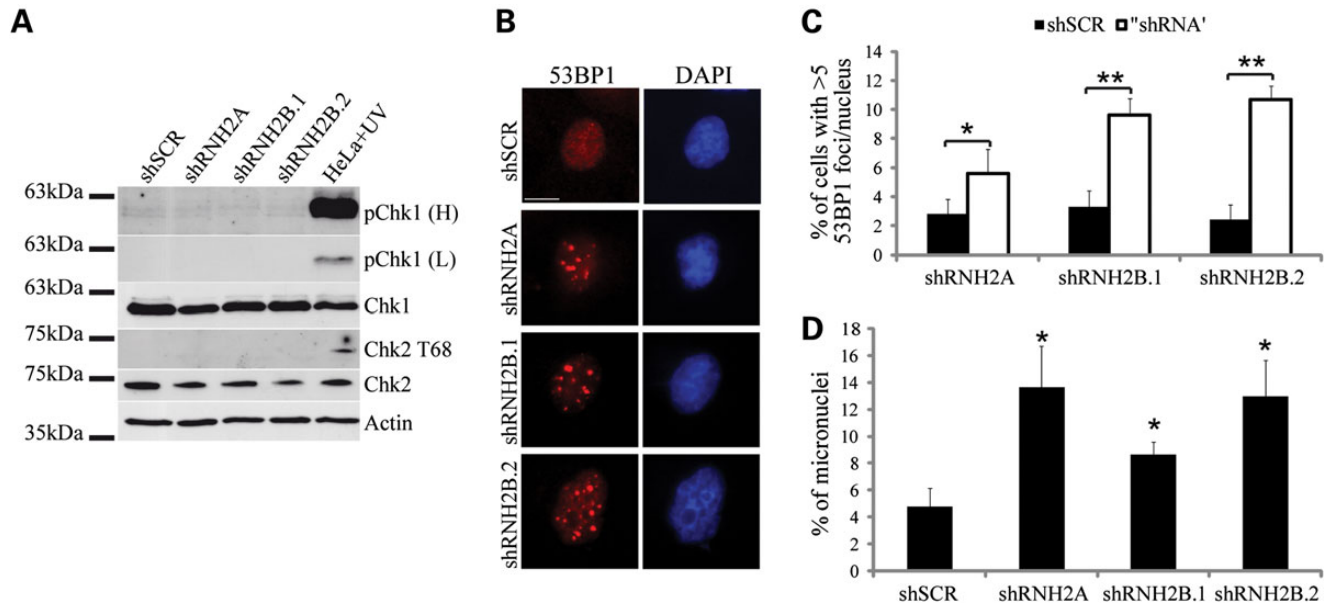 A
shSCR
shRNH2A
shRNH2B.1
shRNH2B.2
HeLa+UV
63kDa
pChk1 (H)
63kDa
pChk1 (L)
63kDa
Chk1
75kDa
Chk2 T68
75kDa
Chk2
Actin
35kDa
B
53BP1 DAPI
shSCR
shRNH2A
shRNH2B.1
shRNH2B.2
C
shSCR "shRNA'
% of cells with >5
53BP1 foci/nucleus
14
12
10
8
6
4
2
0
* ** **
shRNH2A shRNH2B.1 shRNH2B.2
D
% of micronuclei
18
16
14
12
10
8
6
4
2
0
* * *
shSCR shRNH2A shRNH2B.1 shRNH2B.2